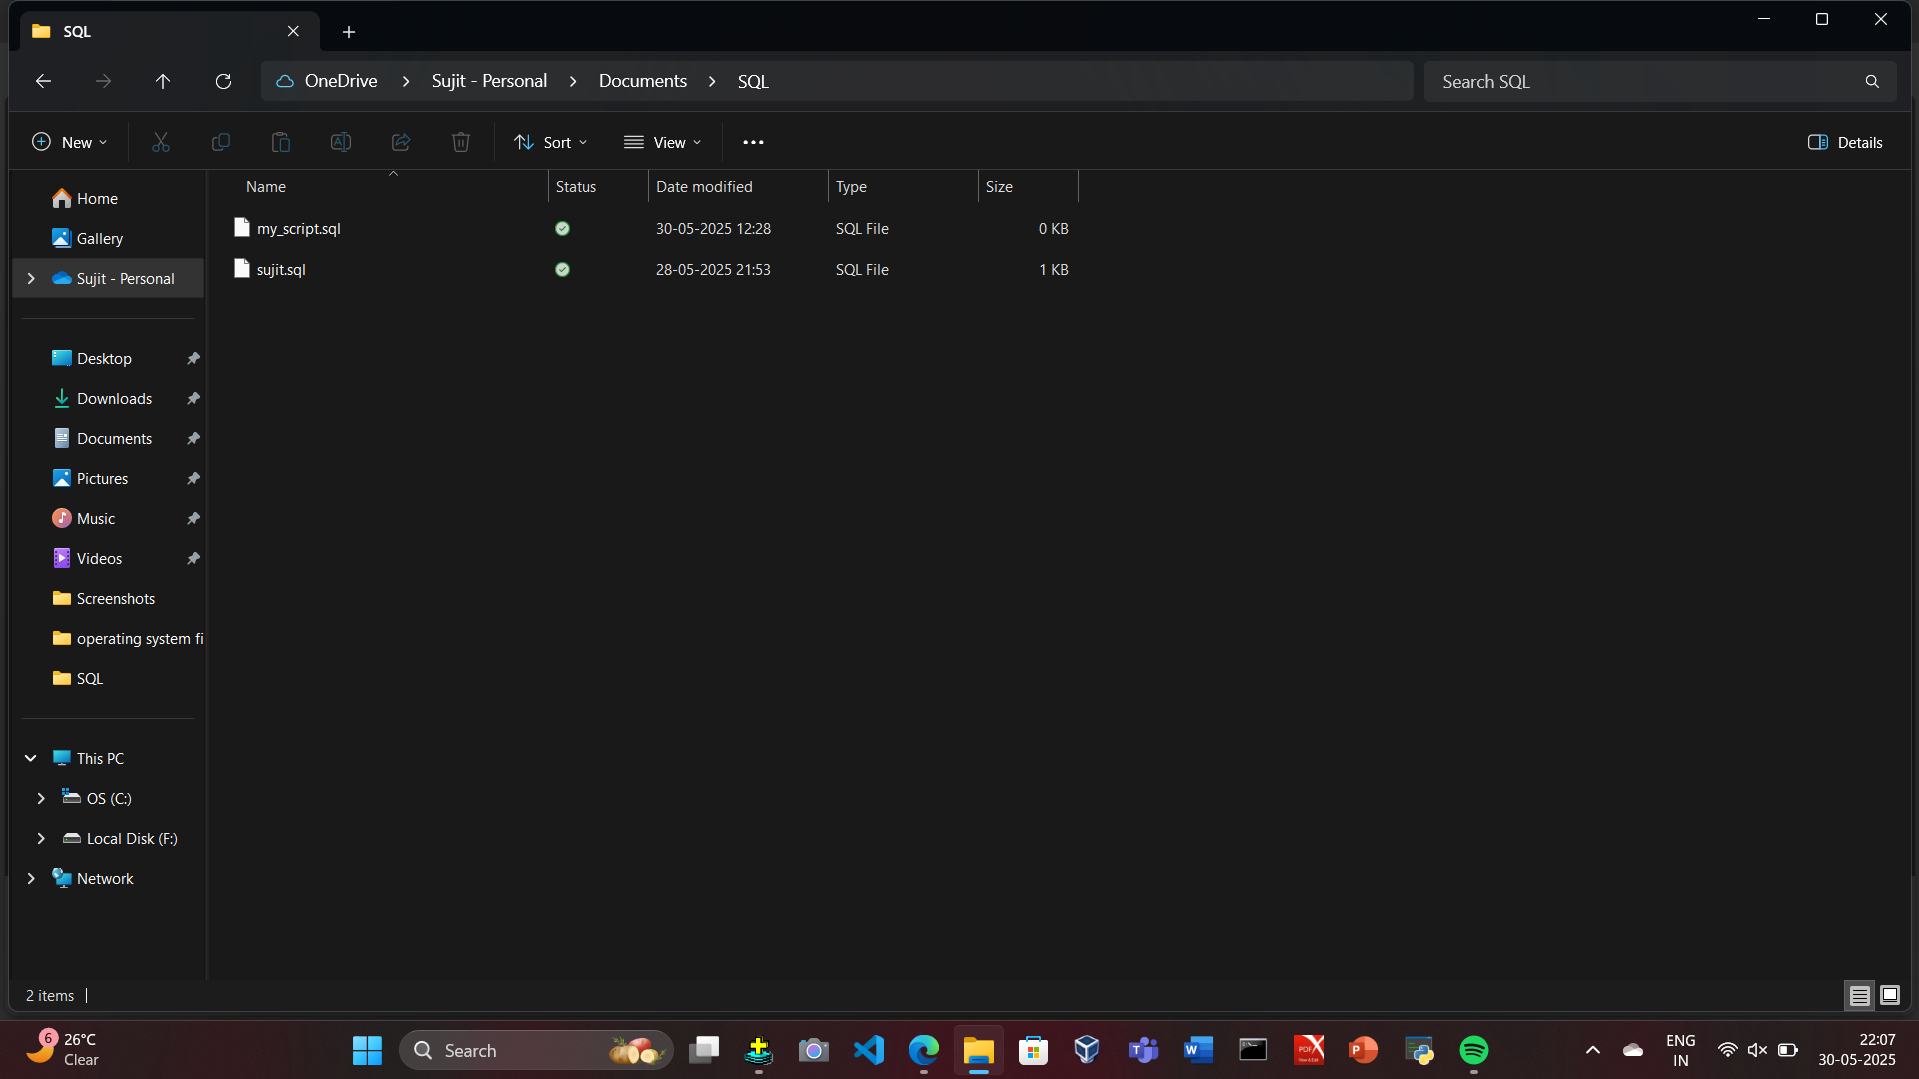 SQL
OneDrive > Sujit - Personal > Documents > SQL
Search SQL
New
Sort
View
Details
Name Status Date modified Type Size
my_script.sql 30-05-2025 12:28 SQL File 0 KB
sujit.sql 28-05-2025 21:53 SQL File 1 KB
Home
Gallery
Sujit - Personal
Desktop
Downloads
Documents
Pictures
Music
Videos
Screenshots
operating system fi
SQL
This PC
OS (C:)
Local Disk (F:)
Network
2 items
6
26°C
Clear
Search
ENG
IN
22:07
30-05-2025